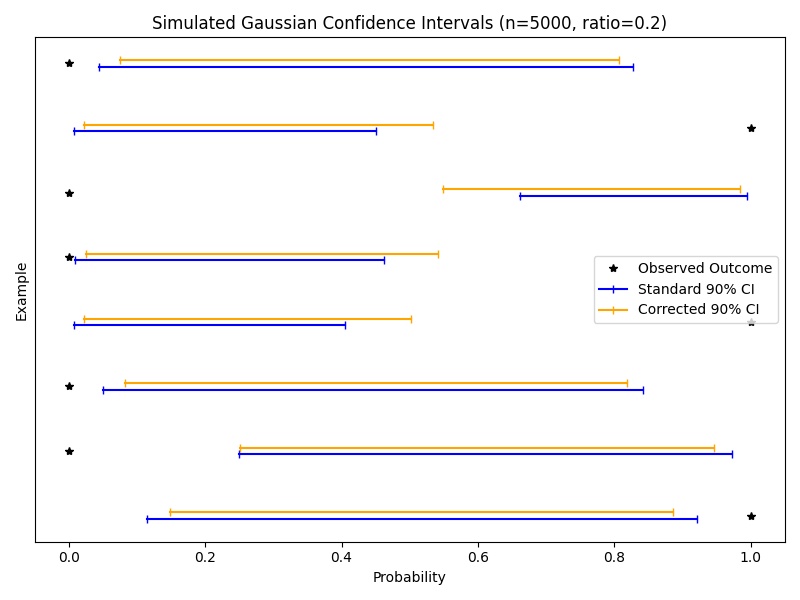 Simulated Gaussian Confidence Intervals (n=5000, ratio=0.2)
Example
Observed Outcome
Standard 90% CI
Corrected 90% CI
0.0 0.2 0.4 0.6 0.8 1.0
Probability